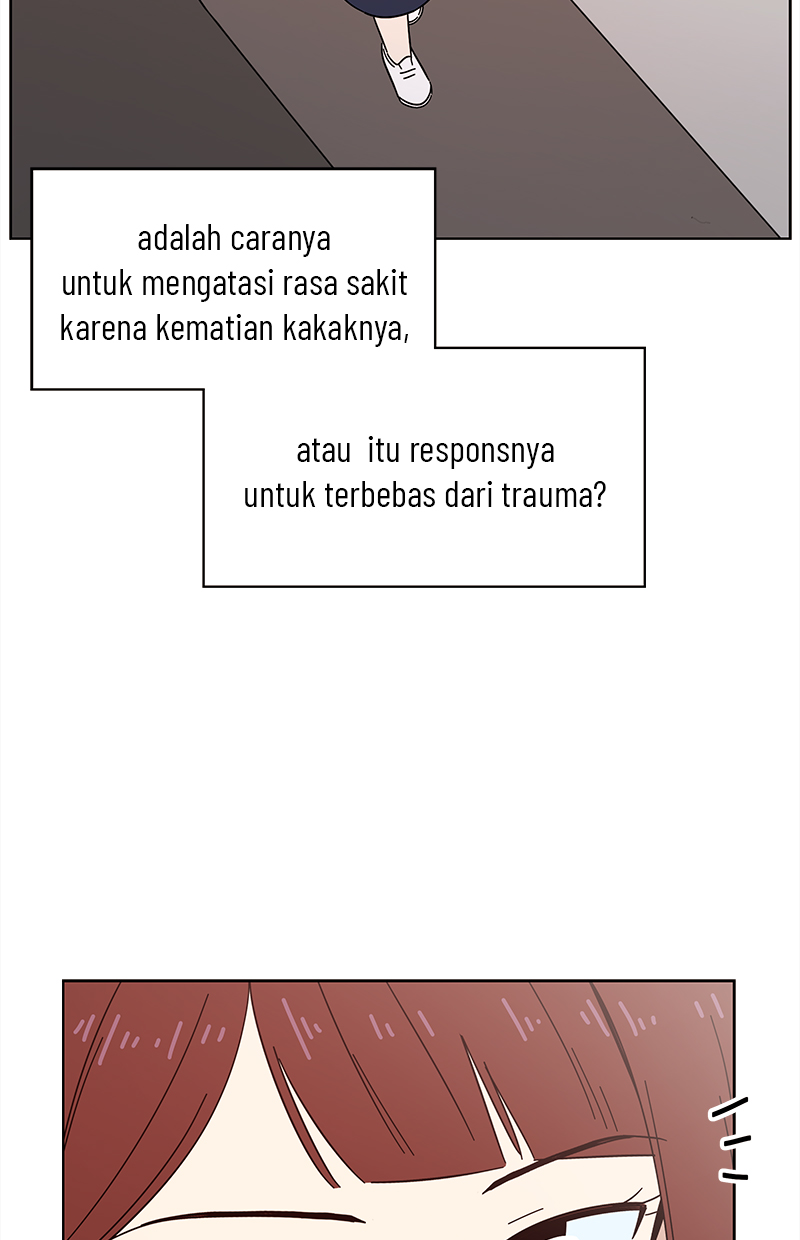 adalah caranya
untuk mengatasi rasa sakit
karena kematian kakaknya,
atau  itu responsnya
untuk terbebas dari trauma?